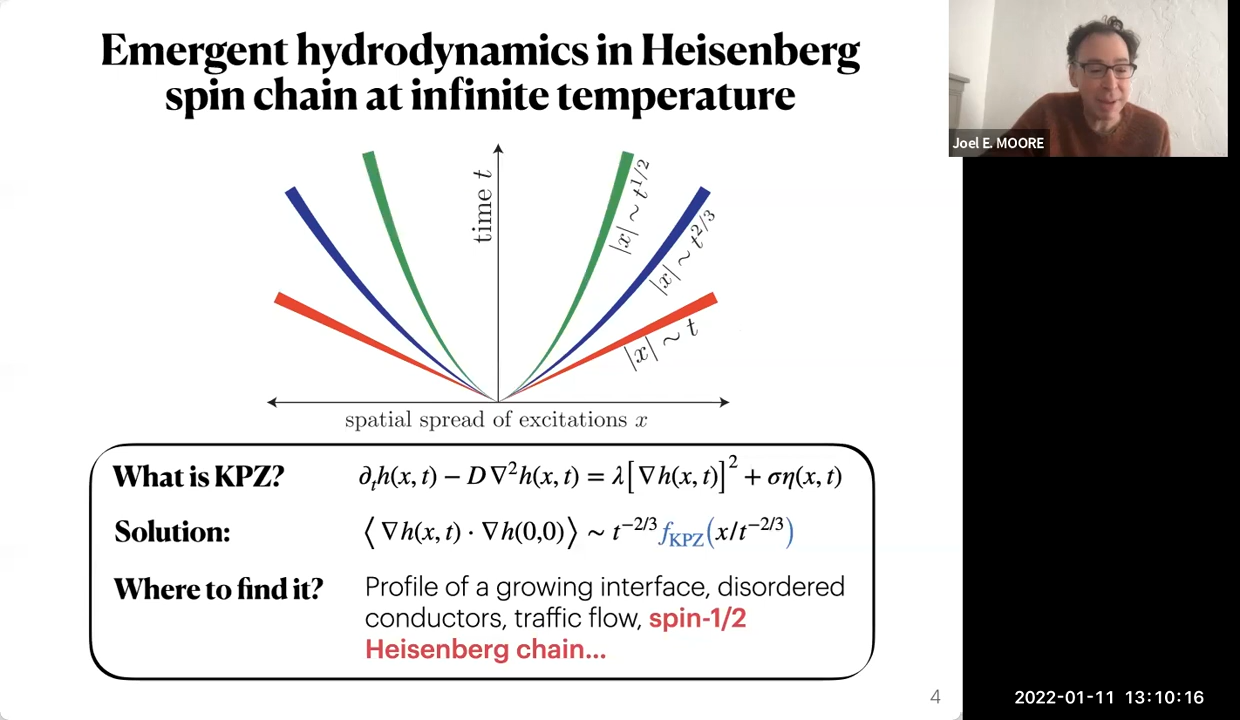 Emergent hydrodynamics in Heisenberg
spin chain at infinite temperature
Joel E. MOORE
time t
|x| ∼ t^{1/2}
|x| ∼ t^{2/3}
|x| ∼ t
spatial spread of excitations x
What is KPZ? ∂_t h(x, t) − D∇²h(x, t) = λ[∇h(x, t)]² + ση(x, t)
Solution: ⟨∇h(x, t) · ∇h(0,0)⟩ ∼ t^{−2/3} f_{KPZ}(x/t^{−2/3})
Where to find it? Profile of a growing interface, disordered
conductors, traffic flow, spin-1/2
Heisenberg chain...
4
2022-01-11 13:10:16